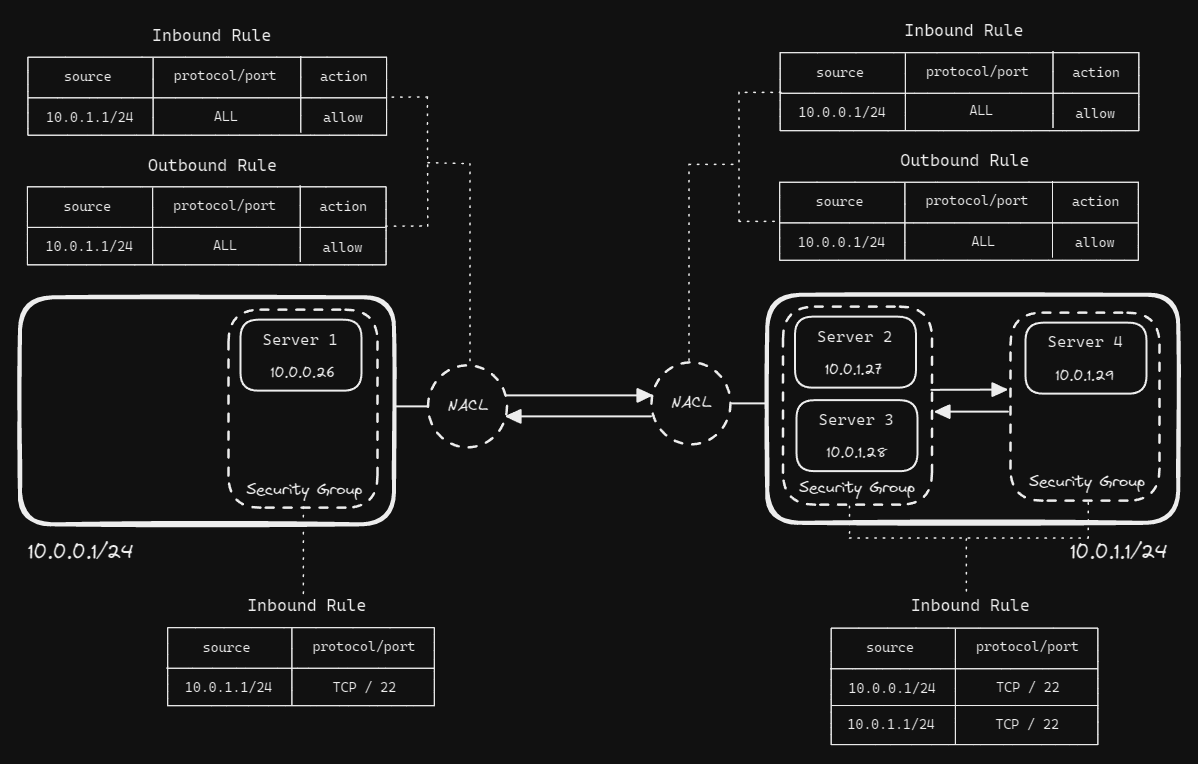 Inbound Rule
source protocol/port action
10.0.1.1/24 ALL allow
Outbound Rule
source protocol/port action
10.0.1.1/24 ALL allow
Inbound Rule
source protocol/port action
10.0.0.1/24 ALL allow
Outbound Rule
source protocol/port action
10.0.0.1/24 ALL allow
Server 1
10.0.0.26
Security Group
10.0.0.1/24
NACL
NACL
Server 2
10.0.1.27
Server 3
10.0.1.28
Security Group
Server 4
10.0.1.29
Security Group
10.0.1.1/24
Inbound Rule
source protocol/port
10.0.1.1/24 TCP / 22
Inbound Rule
source protocol/port
10.0.0.1/24 TCP / 22
10.0.1.1/24 TCP / 22